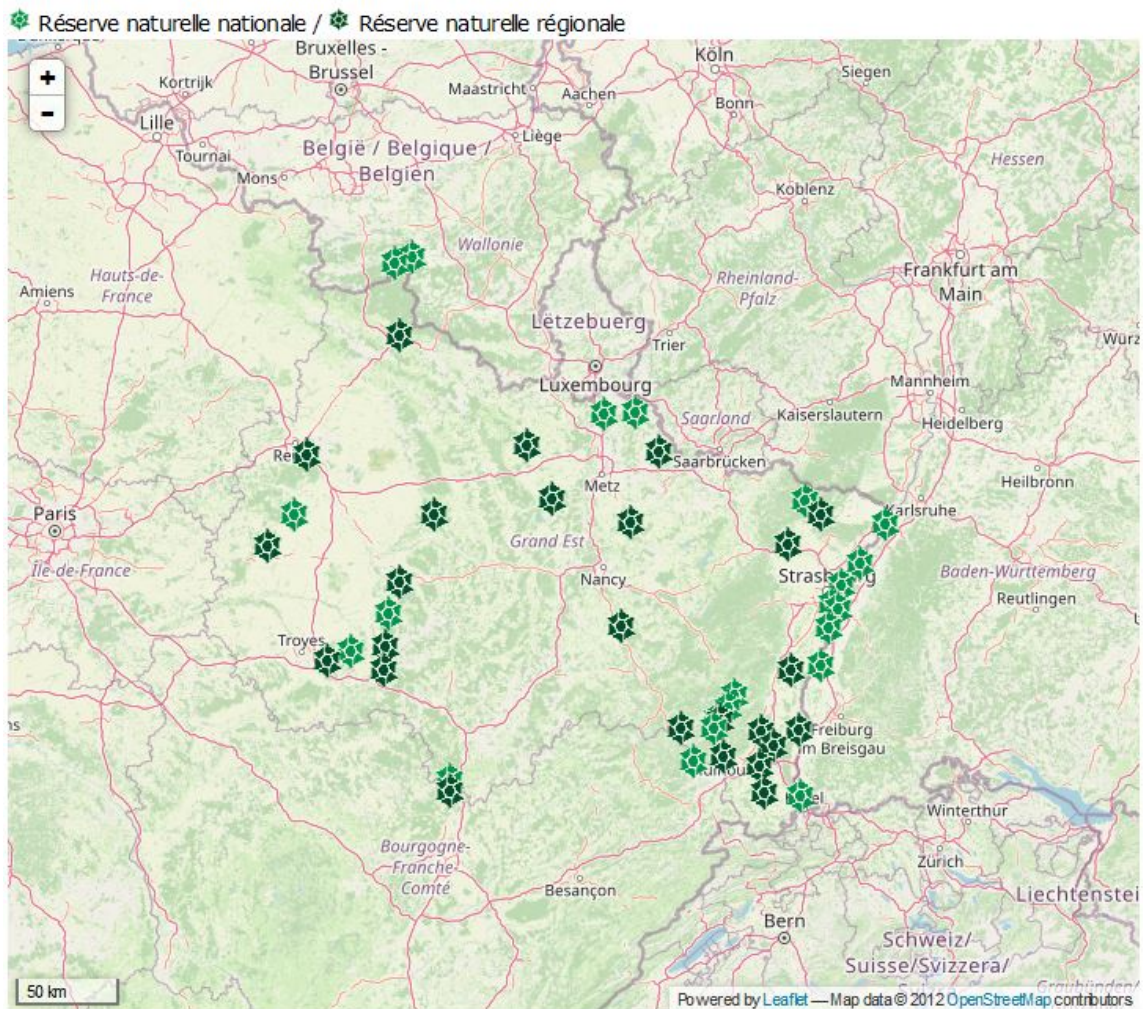 Réserve naturelle nationale / Réserve naturelle régionale
+
-
Bruxelles -
Brussel
Köln
Siegen
Kortrijk
Maastricht
Aachen
Bonn
Lille
Liège
Tournai
België / Belgique /
Belgien
Hessen
Mons
Koblenz
Wallonie
Hauts-de-
France
Rheinland-
Pfalz
Frankfurt am
Main
Amiens
Lëtzebuerg
Trier
Würz
Luxembourg
Mannheim
Saarland
Kaiserslautern
Heidelberg
Saarbrücken
Heilbronn
Metz
Karlsruhe
Paris
Grand Est
Île-de-France
Nancy
Baden-Württemberg
Reutlingen
Troyes
Freiburg
im Breisgau
Winterthur
Bourgogne-
Franche-
Comté
Zürich
Besançon
Liechtenstei
Bern
Schweiz/
Suisse/Svizzera/
50 km
Graubünden/
Powered by Leaflet — Map data © 2012 OpenStreetMap contributors